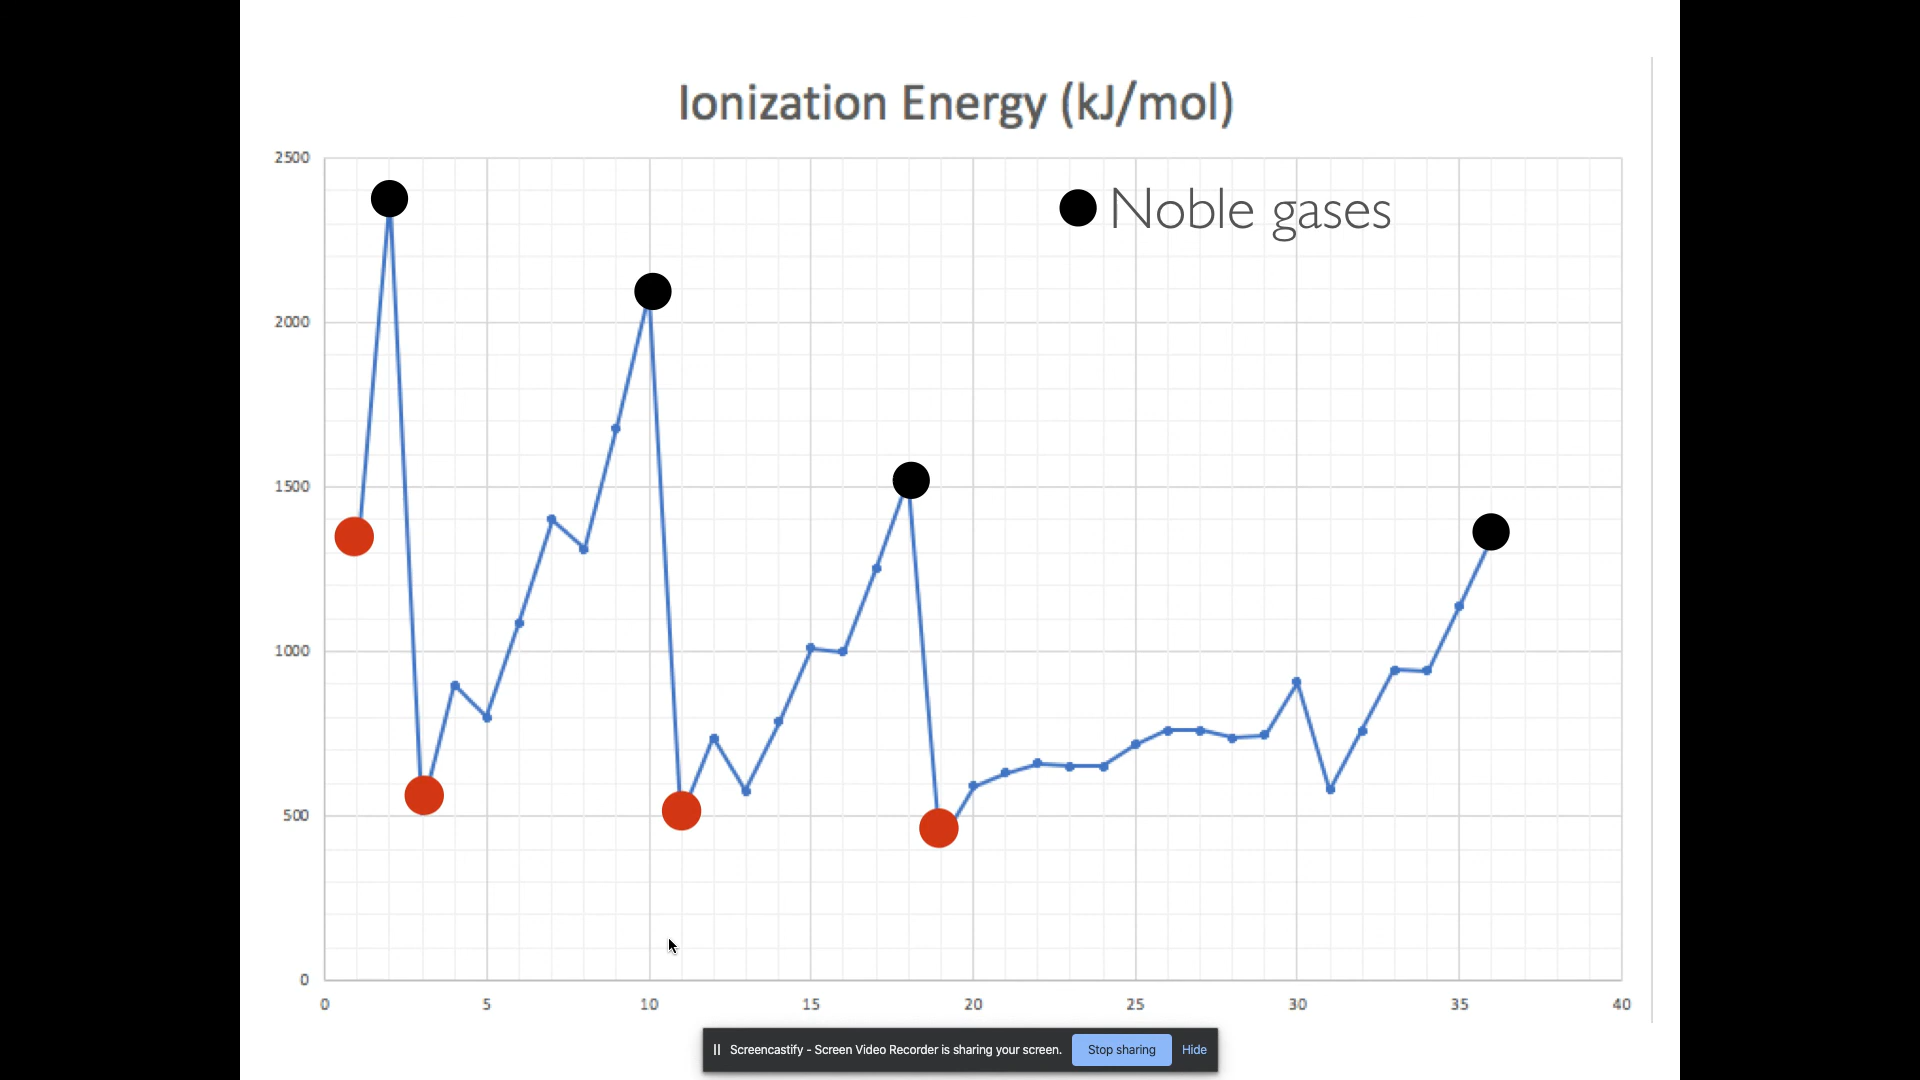 Ionization Energy (kJ/mol)
2500
Noble gases
2000
1500
1000
500
0
0 5 10 15 20 25 30 35 40
Screencastify - Screen Video Recorder is sharing your screen. Stop sharing Hide